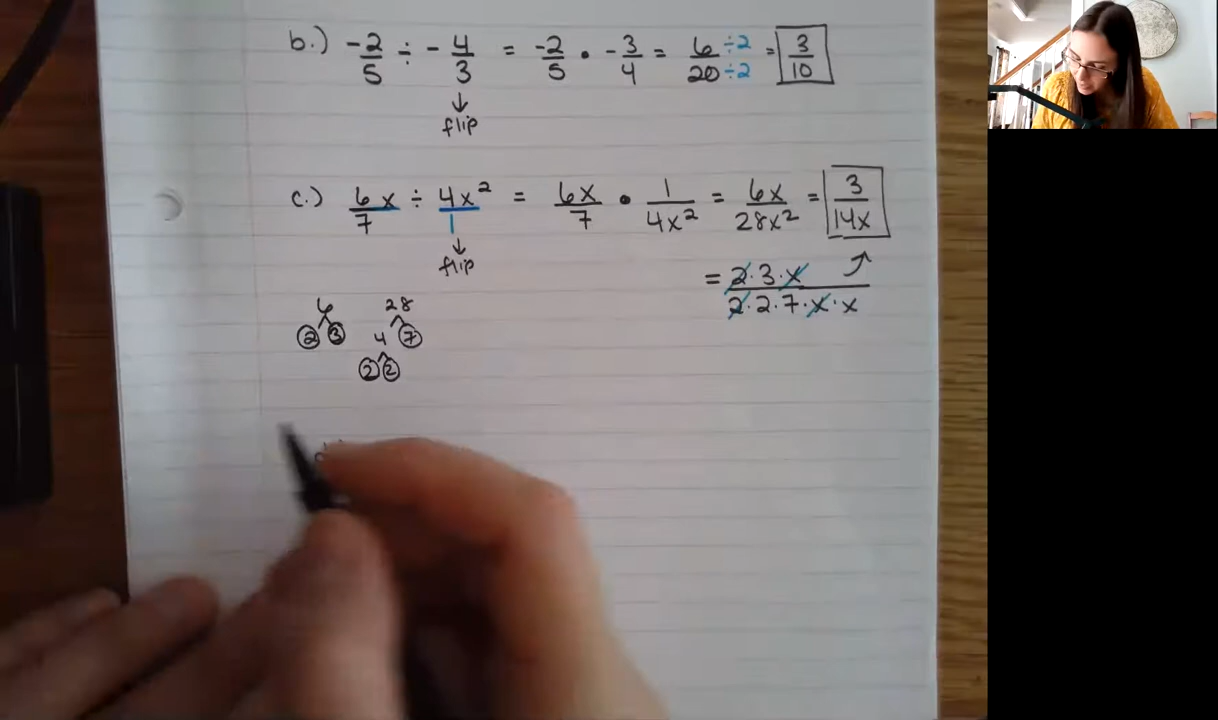 b.) -2/5 ÷ - 4/3 = -2/5 • - 3/4 = 6/20 ÷2/÷2 = 3/10
↓
flip
c.) 6x/7 ÷ 4x²/1 = 6x/7 • 1/4x² = 6x/28x² = 3/14x
↓
flip
= 2·3·x/2·2·7·x·x
6 28
2 3 4 7
2 2